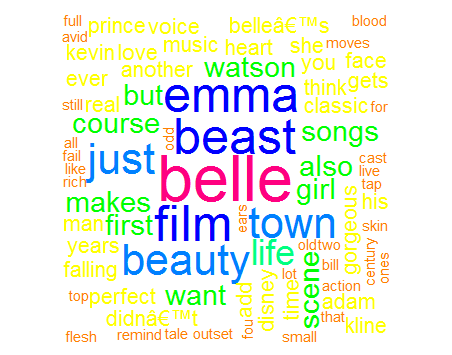 full prince voice belleâ€™s blood
avid kevin love music heart she moves
ever another watson you face
still real but emma think gets
course odd beast classic for
all just songs
fail belle also cast
like girl live
rich makes tap
man first film ears town gorgeous his
years beauty life oldtwo skin
falling want scene bill century
top perfect add disney lot time action adam ones
didnâ€™t that kline
flesh remind tale outset fou small